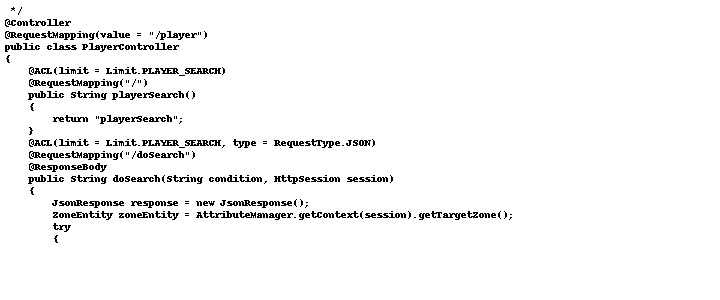 */
@Controller
@RequestMapping(value = "/player")
public class PlayerController
{
@ACL(limit = Limit.PLAYER_SEARCH)
@RequestMapping("/")
public String playerSearch()
{
return "playerSearch";
}
@ACL(limit = Limit.PLAYER_SEARCH, type = RequestType.JSON)
@RequestMapping("/doSearch")
@ResponseBody
public String doSearch(String condition, HttpSession session)
{
JsonResponse response = new JsonResponse();
ZoneEntity zoneEntity = AttributeManager.getContext(session).getTargetZone();
try
{